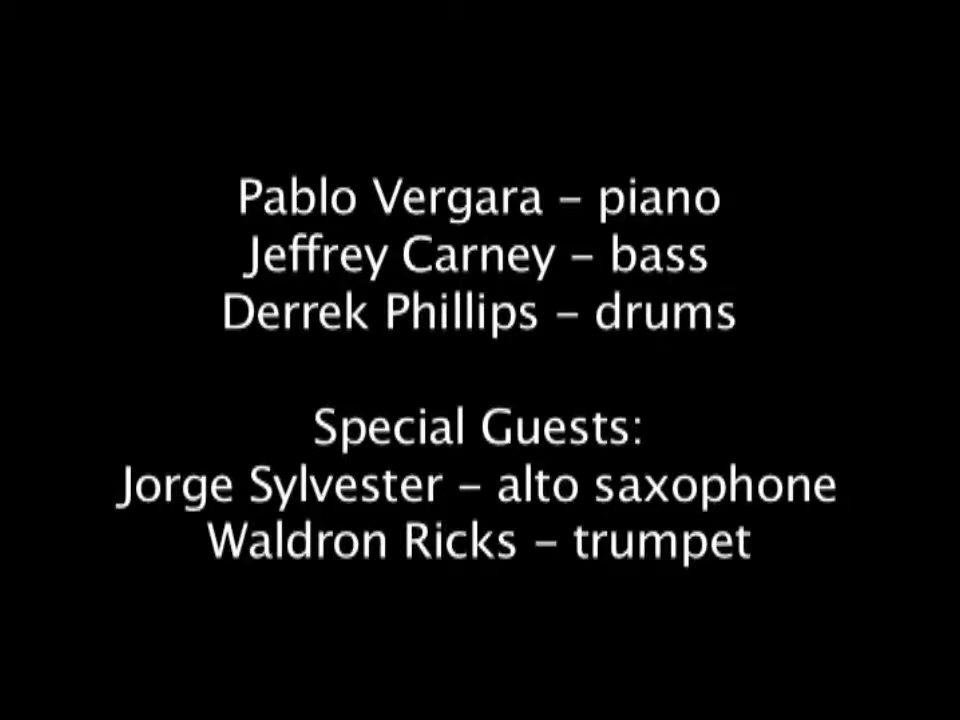 Pablo Vergara – piano
Jeffrey Carney – bass
Derrek Phillips – drums
Special Guests:
Jorge Sylvester – alto saxophone
Waldron Ricks – trumpet